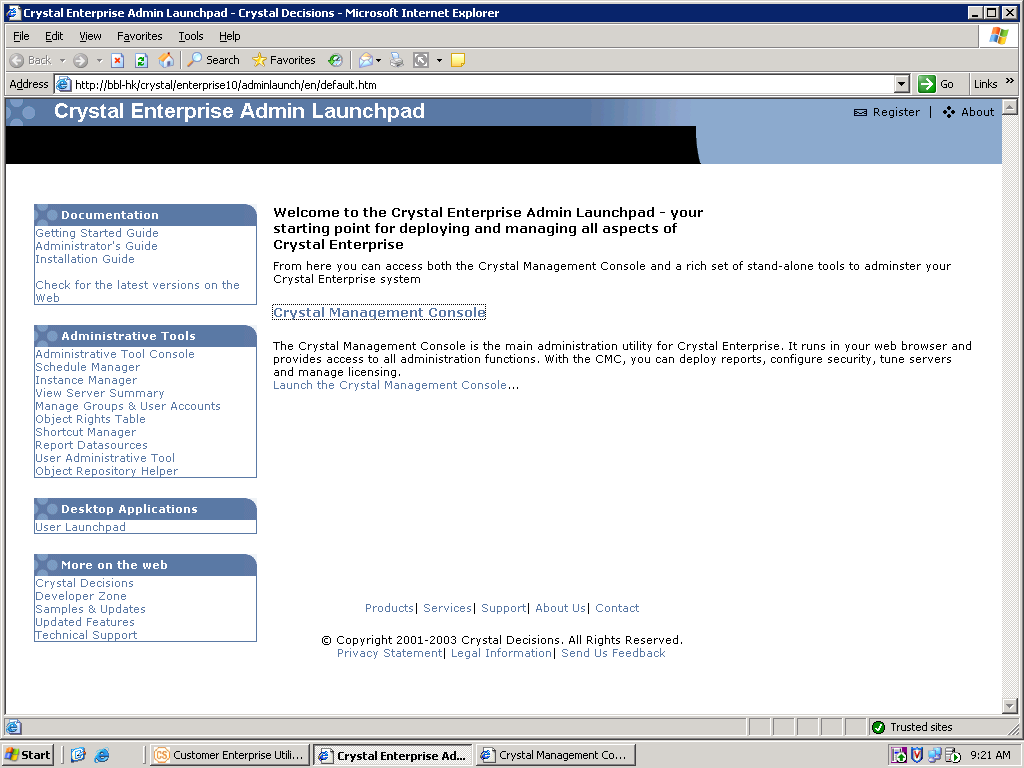 Crystal Enterprise Admin Launchpad - Crystal Decisions - Microsoft Internet Explorer
File Edit View Favorites Tools Help
Back Search Favorites
Address http://bbl-hk/crystal/enterprise10/adminlaunch/en/default.htm Go Links »
Crystal Enterprise Admin Launchpad
Register | About
Documentation
Getting Started Guide
Administrator's Guide
Installation Guide
Check for the latest versions on the
Web
Administrative Tools
Administrative Tool Console
Schedule Manager
Instance Manager
View Server Summary
Manage Groups & User Accounts
Object Rights Table
Shortcut Manager
Report Datasources
User Administrative Tool
Object Repository Helper
Desktop Applications
User Launchpad
More on the web
Crystal Decisions
Developer Zone
Samples & Updates
Updated Features
Technical Support
Welcome to the Crystal Enterprise Admin Launchpad - your
starting point for deploying and managing all aspects of
Crystal Enterprise
From here you can access both the Crystal Management Console and a rich set of stand-alone tools to adminster your
Crystal Enterprise system
Crystal Management Console
The Crystal Management Console is the main administration utility for Crystal Enterprise. It runs in your web browser and
provides access to all administration functions. With the CMC, you can deploy reports, configure security, tune servers
and manage licensing.
Launch the Crystal Management Console...
Products| Services| Support| About Us| Contact
© Copyright 2001-2003 Crystal Decisions. All Rights Reserved.
Privacy Statement| Legal Information| Send Us Feedback
Trusted sites
Start CS Customer Enterprise Utili... Crystal Enterprise Ad... Crystal Management Co... 9:21 AM